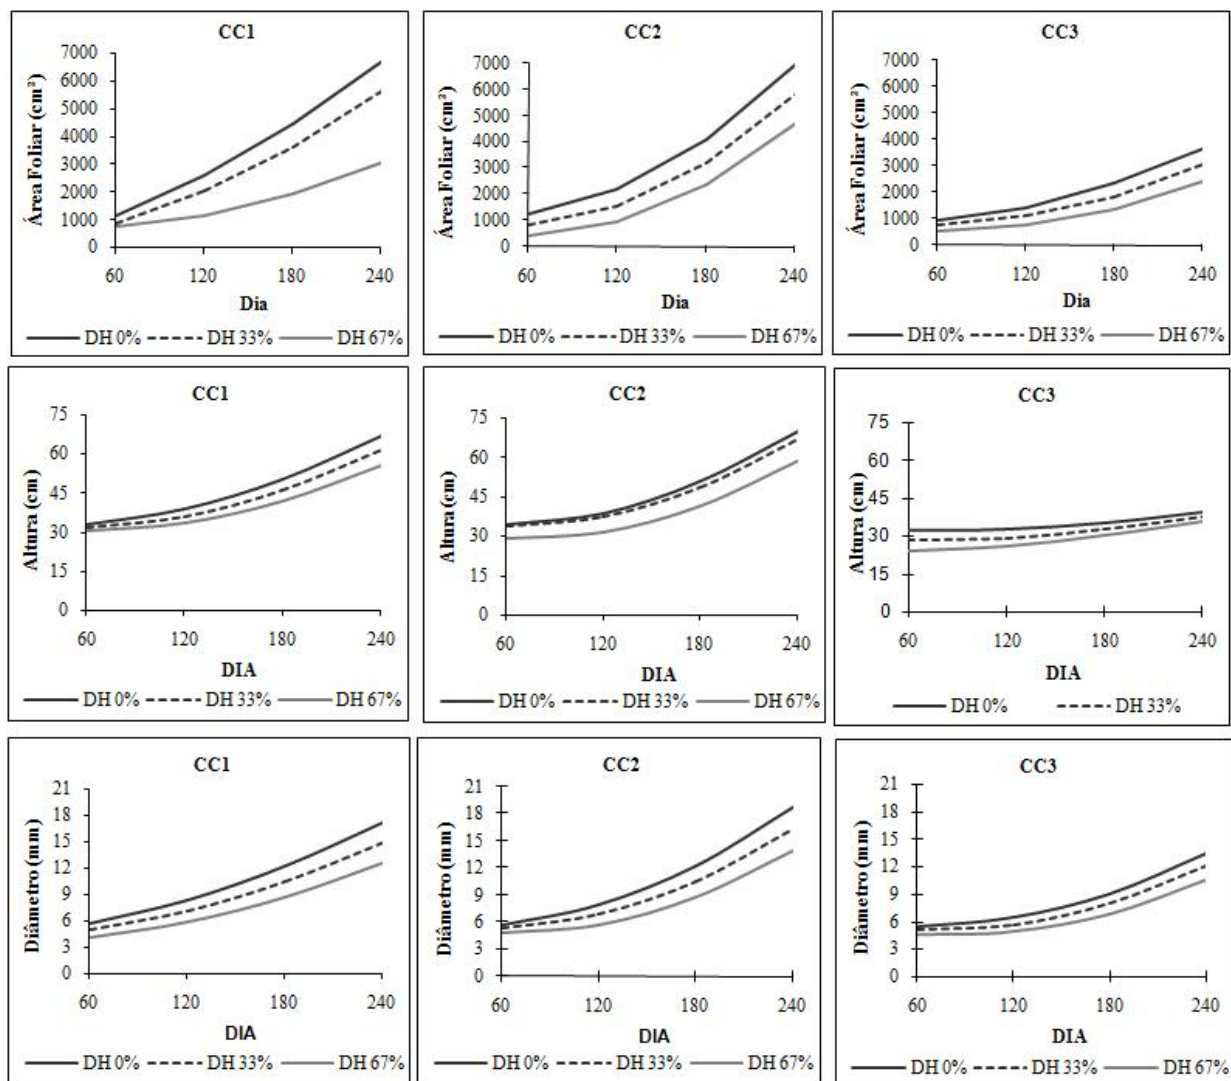 CC1
Área Foliar (cm²)
7000
6000
5000
4000
3000
2000
1000
0
60 120 180 240
Dia
DH 0% DH 33% DH 67%
CC2
Área Foliar (cm²)
7000
6000
5000
4000
3000
2000
1000
0
60 120 180 240
Dia
DH 0% DH 33% DH 67%
CC3
Área Foliar (cm²)
7000
6000
5000
4000
3000
2000
1000
0
60 120 180 240
Dia
DH 0% DH 33% DH 67%
CC1
Altura (cm)
75
60
45
30
15
0
60 120 180 240
DIA
DH 0% DH 33% DH 67%
CC2
Altura (cm)
75
60
45
30
15
0
60 120 180 240
DIA
DH 0% DH 33% DH 67%
CC3
Altura (cm)
75
60
45
30
15
0
60 120 180 240
DIA
DH 0% DH 33%
CC1
Diâmetro (mm)
21
18
15
12
9
6
3
0
60 120 180 240
DIA
DH 0% DH 33% DH 67%
CC2
Diâmetro (mm)
21
18
15
12
9
6
3
0
60 120 180 240
DIA
DH 0% DH 33% DH 67%
CC3
Diâmetro (mm)
21
18
15
12
9
6
3
0
60 120 180 240
DIA
DH 0% DH 33% DH 67%